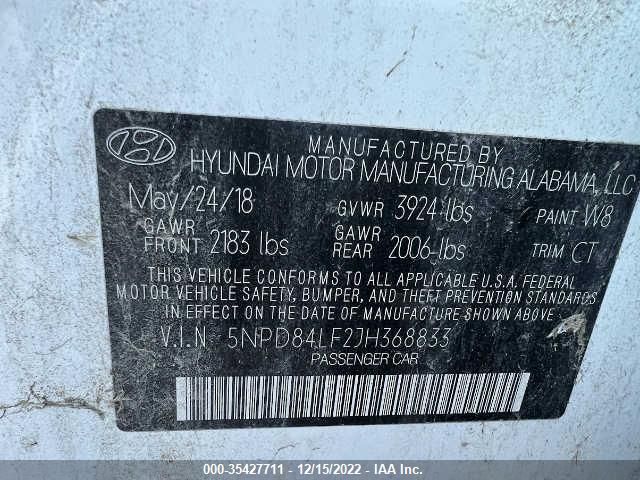 MANUFACTURED BY
HYUNDAI MOTOR MANUFACTURING ALABAMA, LLC
May/24/18 GVWR 3924 lbs PAINT W8
GAWR FRONT 2183 lbs GAWR REAR 2006 lbs TRIM CT
THIS VEHICLE CONFORMS TO ALL APPLICABLE U.S.A. FEDERAL
MOTOR VEHICLE SAFETY, BUMPER, AND THEFT PREVENTION STANDARDS
IN EFFECT ON THE DATE OF MANUFACTURE SHOWN ABOVE.
V.I.N 5NPD84LF2JH368833
PASSENGER CAR
000-35427711 - 12/15/2022 - IAA Inc.